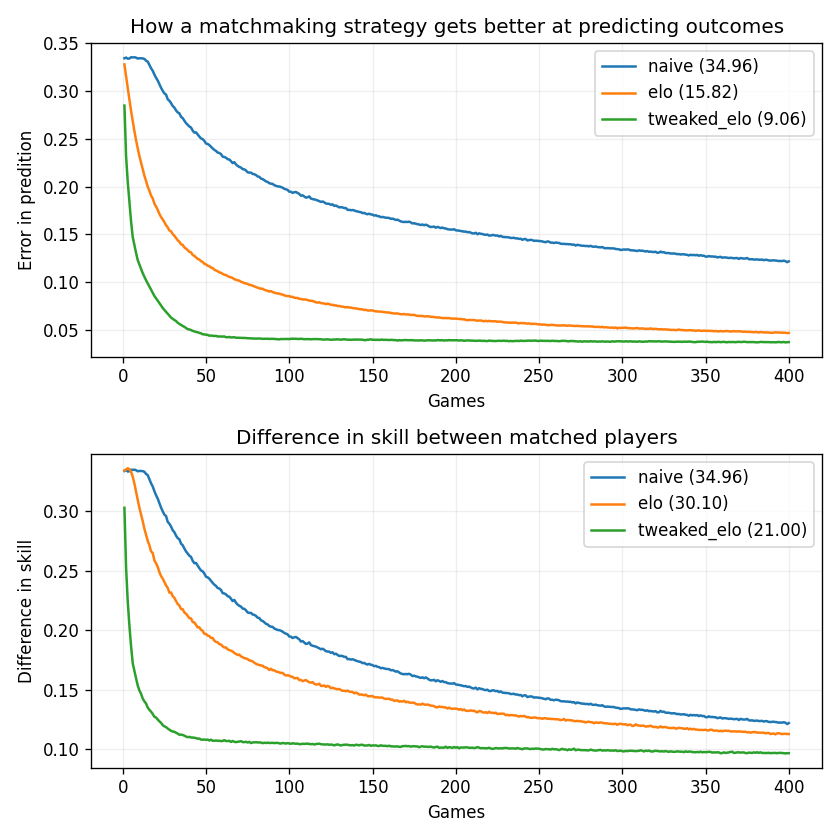 How a matchmaking strategy gets better at predicting outcomes
Error in predition
0.35
0.30
0.25
0.20
0.15
0.10
0.05
naive (34.96)
elo (15.82)
tweaked_elo (9.06)
0 50 100 150 200 250 300 350 400
Games
Difference in skill between matched players
Difference in skill
0.30
0.25
0.20
0.15
0.10
naive (34.96)
elo (30.10)
tweaked_elo (21.00)
0 50 100 150 200 250 300 350 400
Games